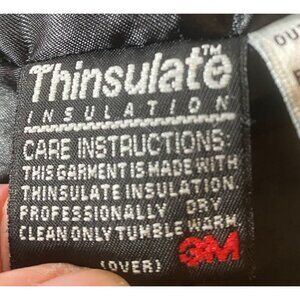 Thinsulate™
INSULATION
CARE INSTRUCTIONS:
THIS GARMENT IS MADE WITH
THINSULATE INSULATION.
PROFESSIONALLY DRY
CLEAN ONLY TUMBLE WARM
3M
(OVER)
OU